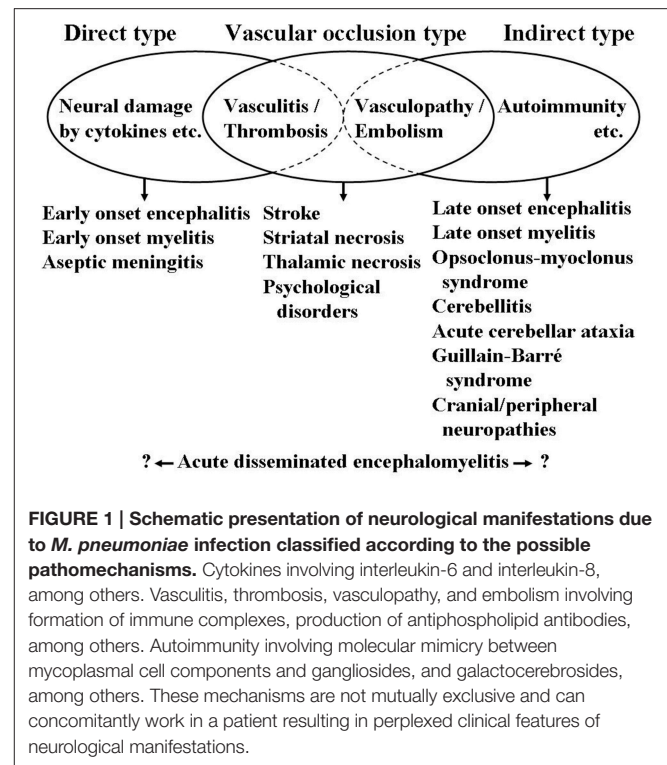 Direct type Vascular occlusion type Indirect type
Neural damage by cytokines etc.
Vasculitis / Thrombosis
Vasculopathy / Embolism
Autoimmunity etc.
Early onset encephalitis
Early onset myelitis
Aseptic meningitis
Stroke
Striatal necrosis
Thalamic necrosis
Psychological
disorders
Late onset encephalitis
Late onset myelitis
Opsoclonus-myoclonus
syndrome
Cerebellitis
Acute cerebellar ataxia
Guillain-Barré
syndrome
Cranial/peripheral
neuropathies
? ← Acute disseminated encephalomyelitis → ?
FIGURE 1 | Schematic presentation of neurological manifestations due
to M. pneumoniae infection classified according to the possible
pathomechanisms. Cytokines involving interleukin-6 and interleukin-8,
among others. Vasculitis, thrombosis, vasculopathy, and embolism involving
formation of immune complexes, production of antiphospholipid antibodies,
among others. Autoimmunity involving molecular mimicry between
mycoplasmal cell components and gangliosides, and galactocerebrosides,
among others. These mechanisms are not mutually exclusive and can
concomitantly work in a patient resulting in perplexed clinical features of
neurological manifestations.